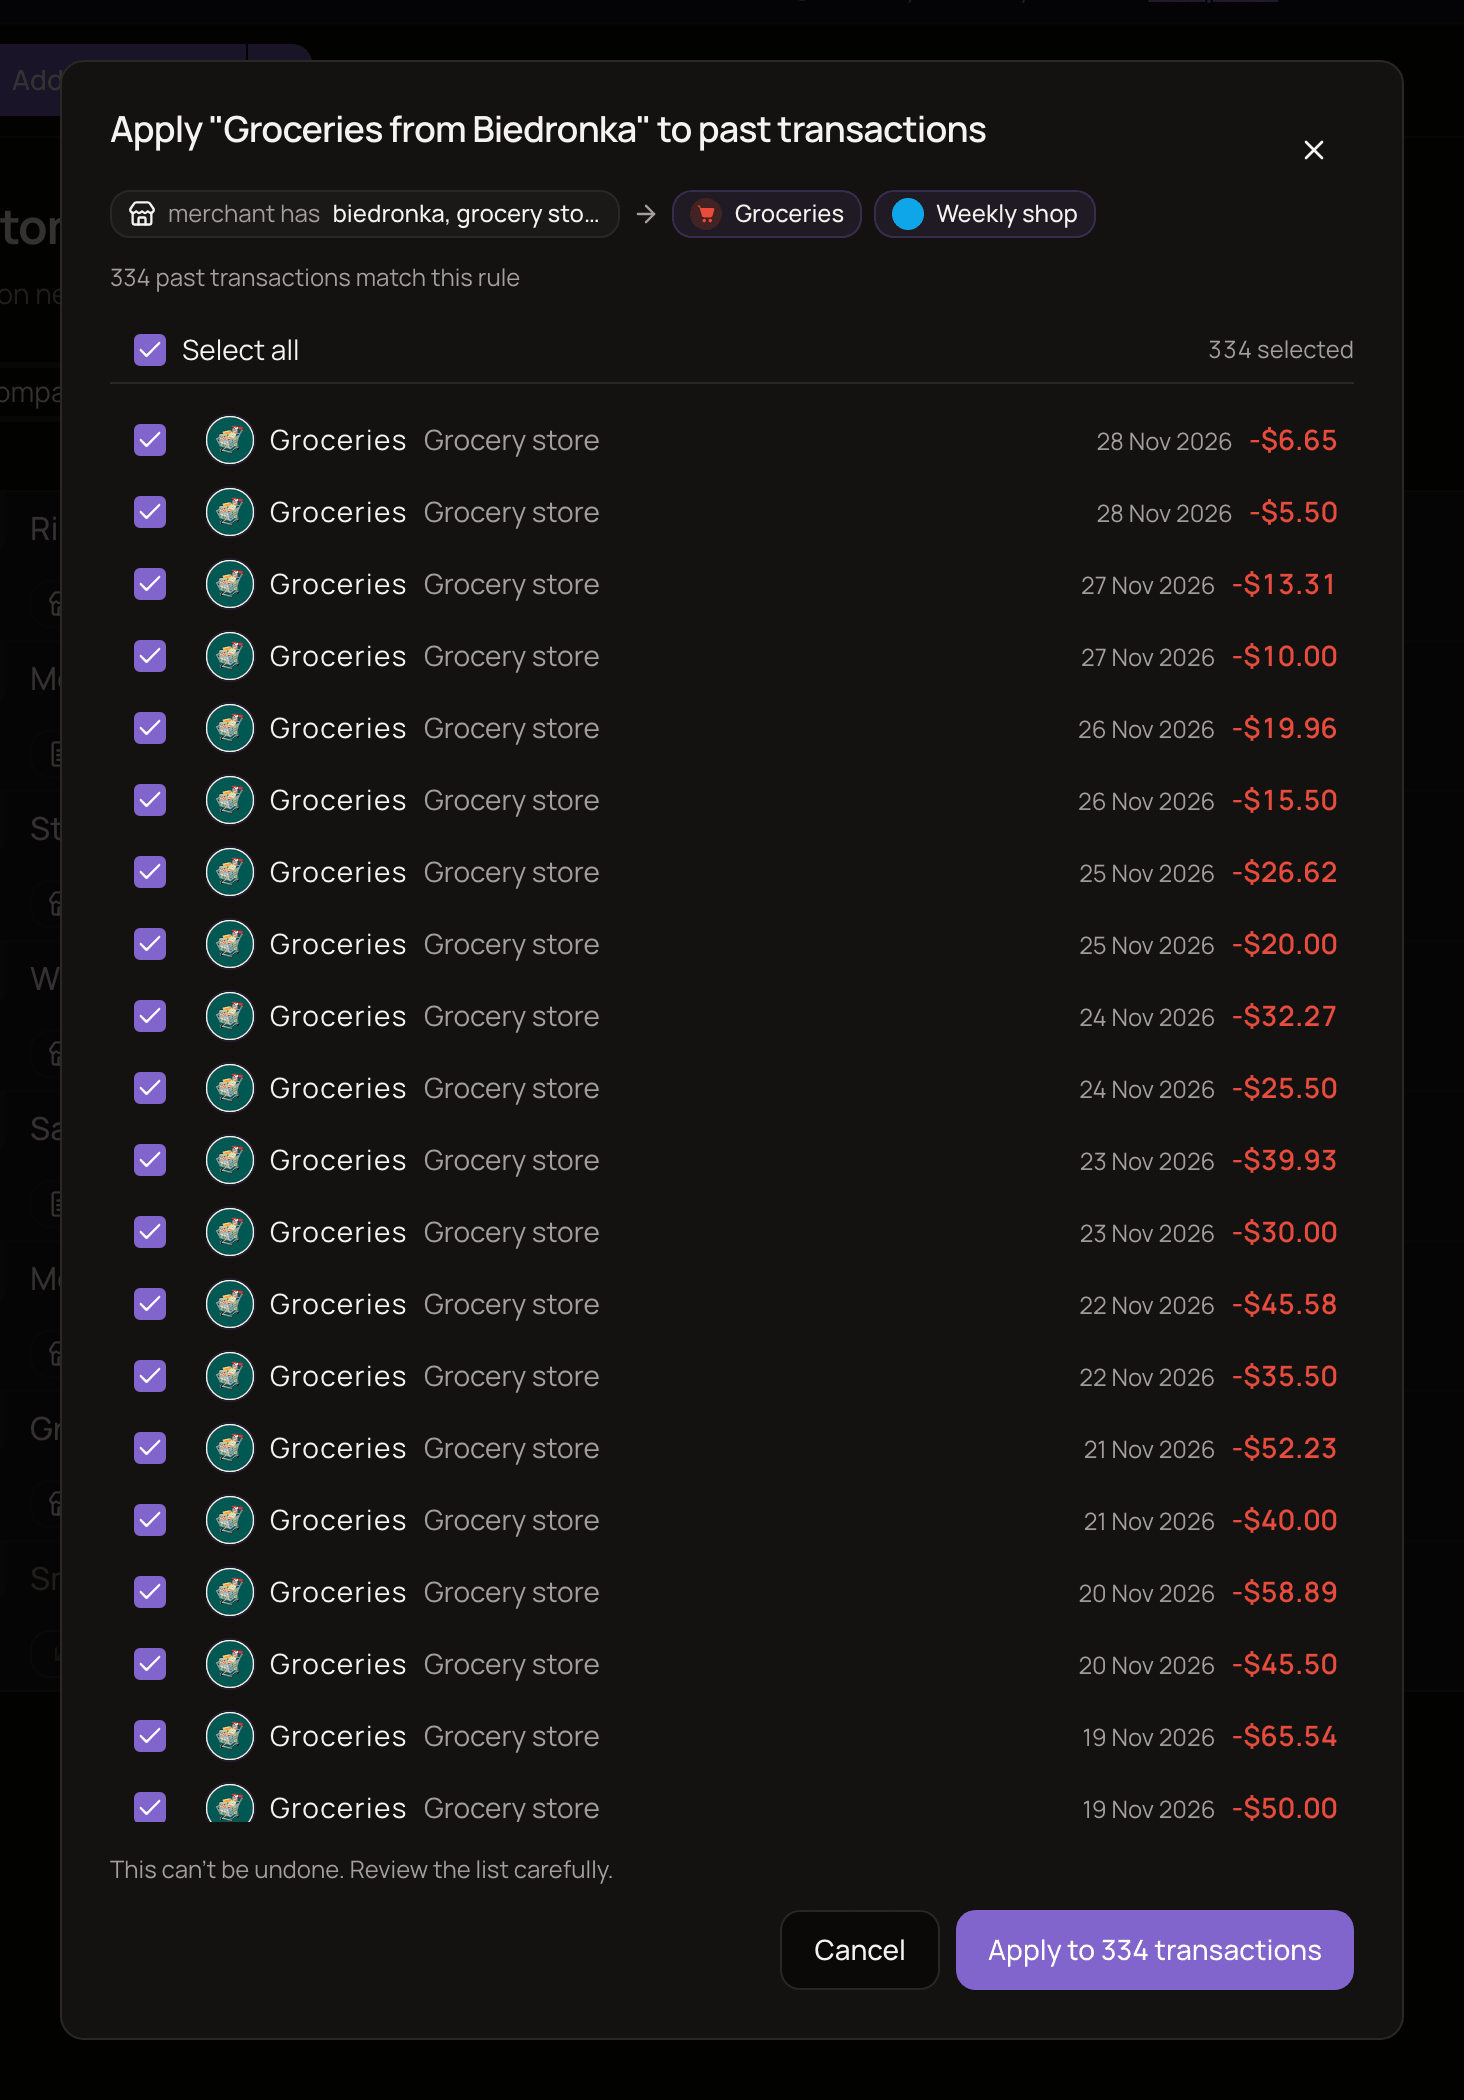 Add
Apply "Groceries from Biedronka" to past transactions
merchant has biedronka, grocery sto... → Groceries Weekly shop
334 past transactions match this rule
Select all 334 selected
Groceries Grocery store 28 Nov 2026 -$6.65
Groceries Grocery store 28 Nov 2026 -$5.50
Groceries Grocery store 27 Nov 2026 -$13.31
Groceries Grocery store 27 Nov 2026 -$10.00
Groceries Grocery store 26 Nov 2026 -$19.96
Groceries Grocery store 26 Nov 2026 -$15.50
Groceries Grocery store 25 Nov 2026 -$26.62
Groceries Grocery store 25 Nov 2026 -$20.00
Groceries Grocery store 24 Nov 2026 -$32.27
Groceries Grocery store 24 Nov 2026 -$25.50
Groceries Grocery store 23 Nov 2026 -$39.93
Groceries Grocery store 23 Nov 2026 -$30.00
Groceries Grocery store 22 Nov 2026 -$45.58
Groceries Grocery store 22 Nov 2026 -$35.50
Groceries Grocery store 21 Nov 2026 -$52.23
Groceries Grocery store 21 Nov 2026 -$40.00
Groceries Grocery store 20 Nov 2026 -$58.89
Groceries Grocery store 20 Nov 2026 -$45.50
Groceries Grocery store 19 Nov 2026 -$65.54
Groceries Grocery store 19 Nov 2026 -$50.00
This can't be undone. Review the list carefully.
Cancel Apply to 334 transactions